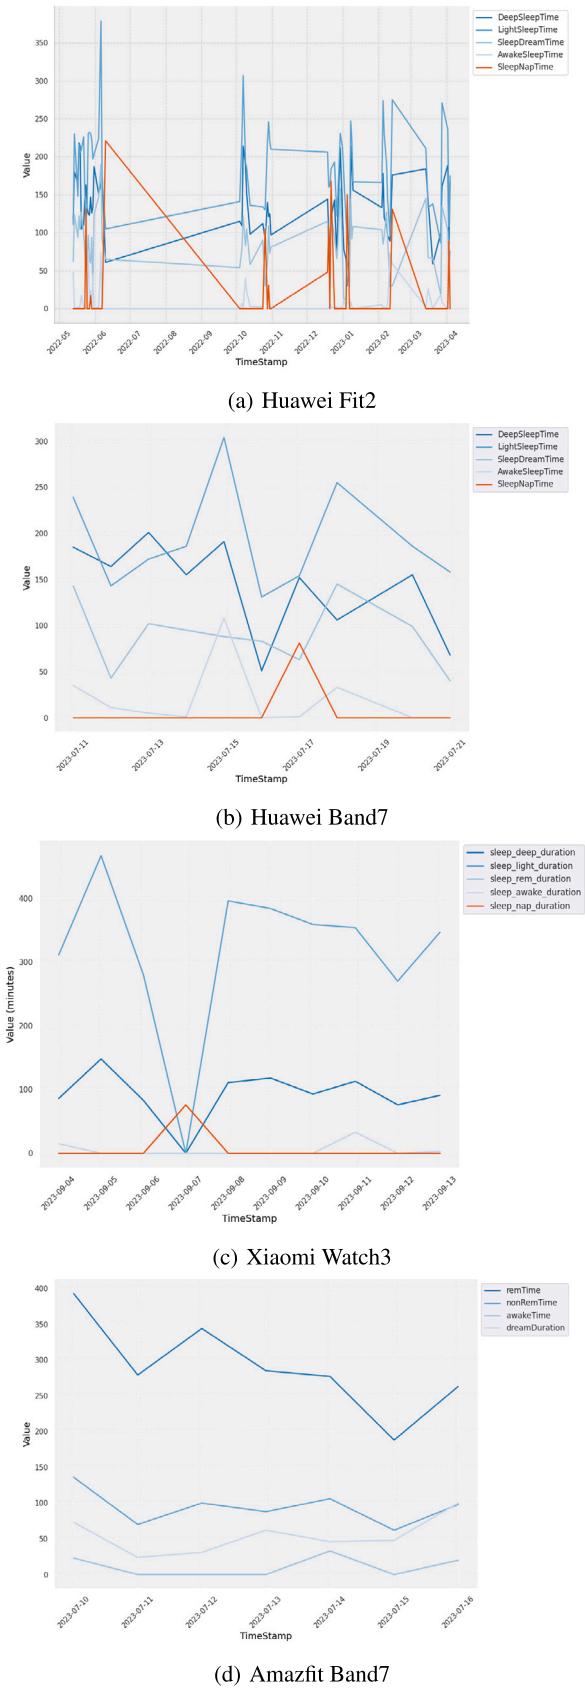 DeepSleepTime
LightSleepTime
SleepDreamTime
AwakeSleepTime
SleepNapTime
350
300
250
200
150
100
50
0
Value
2022-05
2022-06
2022-07
2022-08
2022-09
2022-10
2022-11
2022-12
2023-01
2023-02
2023-03
2023-04
TimeStamp
(a) Huawei Fit2
DeepSleepTime
LightSleepTime
SleepDreamTime
AwakeSleepTime
SleepNapTime
300
250
200
150
100
50
0
Value
2023-07-11
2023-07-13
2023-07-15
2023-07-17
2023-07-19
2023-07-21
TimeStamp
(b) Huawei Band7
sleep_deep_duration
sleep_light_duration
sleep_rem_duration
sleep_awake_duration
sleep_nap_duration
400
300
200
100
0
Value (minutes)
2023-09-04
2023-09-05
2023-09-06
2023-09-07
2023-09-08
2023-09-09
2023-09-10
2023-09-11
2023-09-12
2023-09-13
TimeStamp
(c) Xiaomi Watch3
remTime
nonRemTime
awakeTime
dreamDuration
400
350
300
250
200
150
100
50
0
Value
2023-07-10
2023-07-11
2023-07-12
2023-07-13
2023-07-14
2023-07-15
2023-07-16
TimeStamp
(d) Amazfit Band7